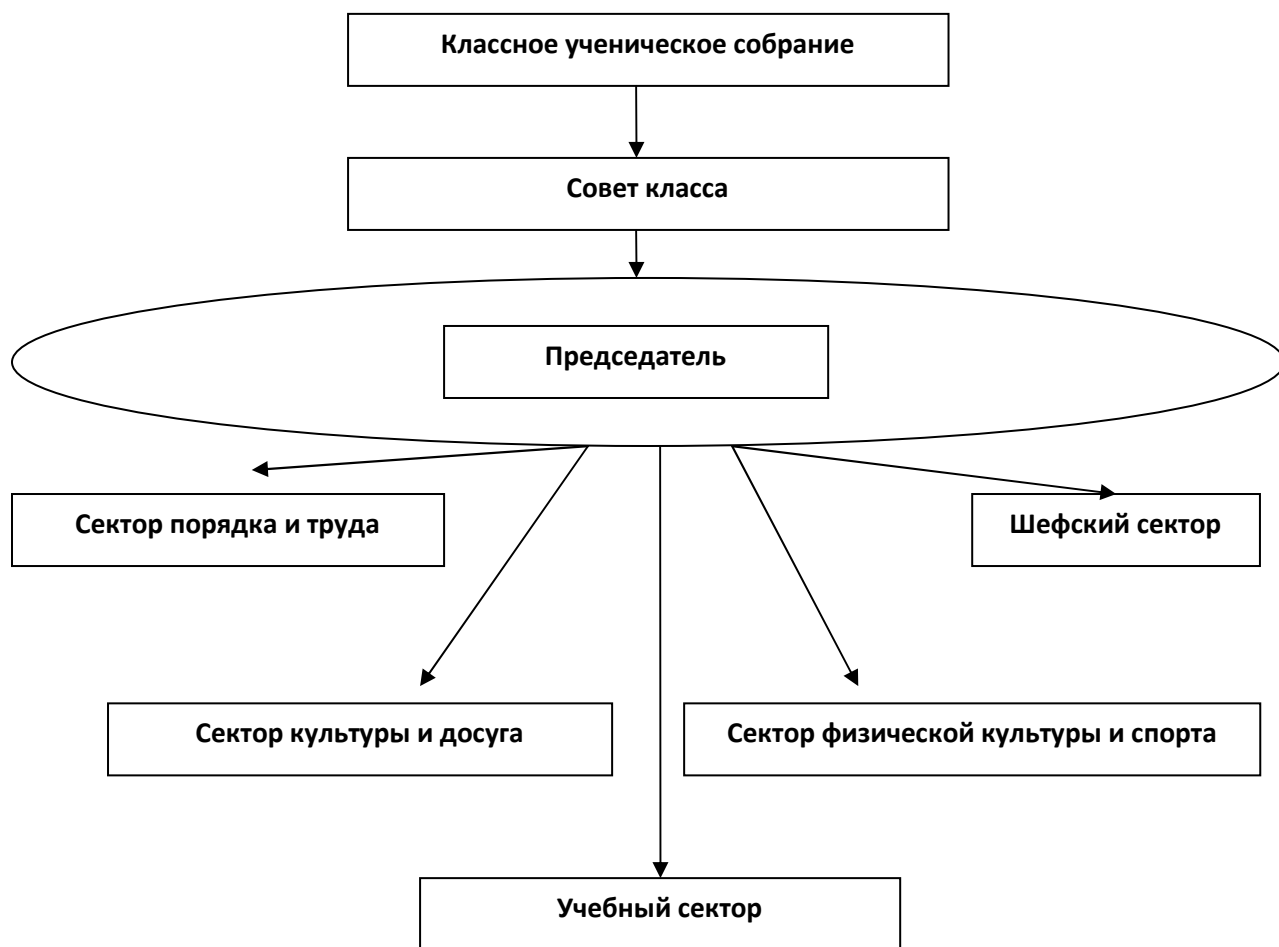 Классное ученическое собрание
Совет класса
Председатель
Сектор порядка и труда
Шефский сектор
Сектор культуры и досуга
Сектор физической культуры и спорта
Учебный сектор